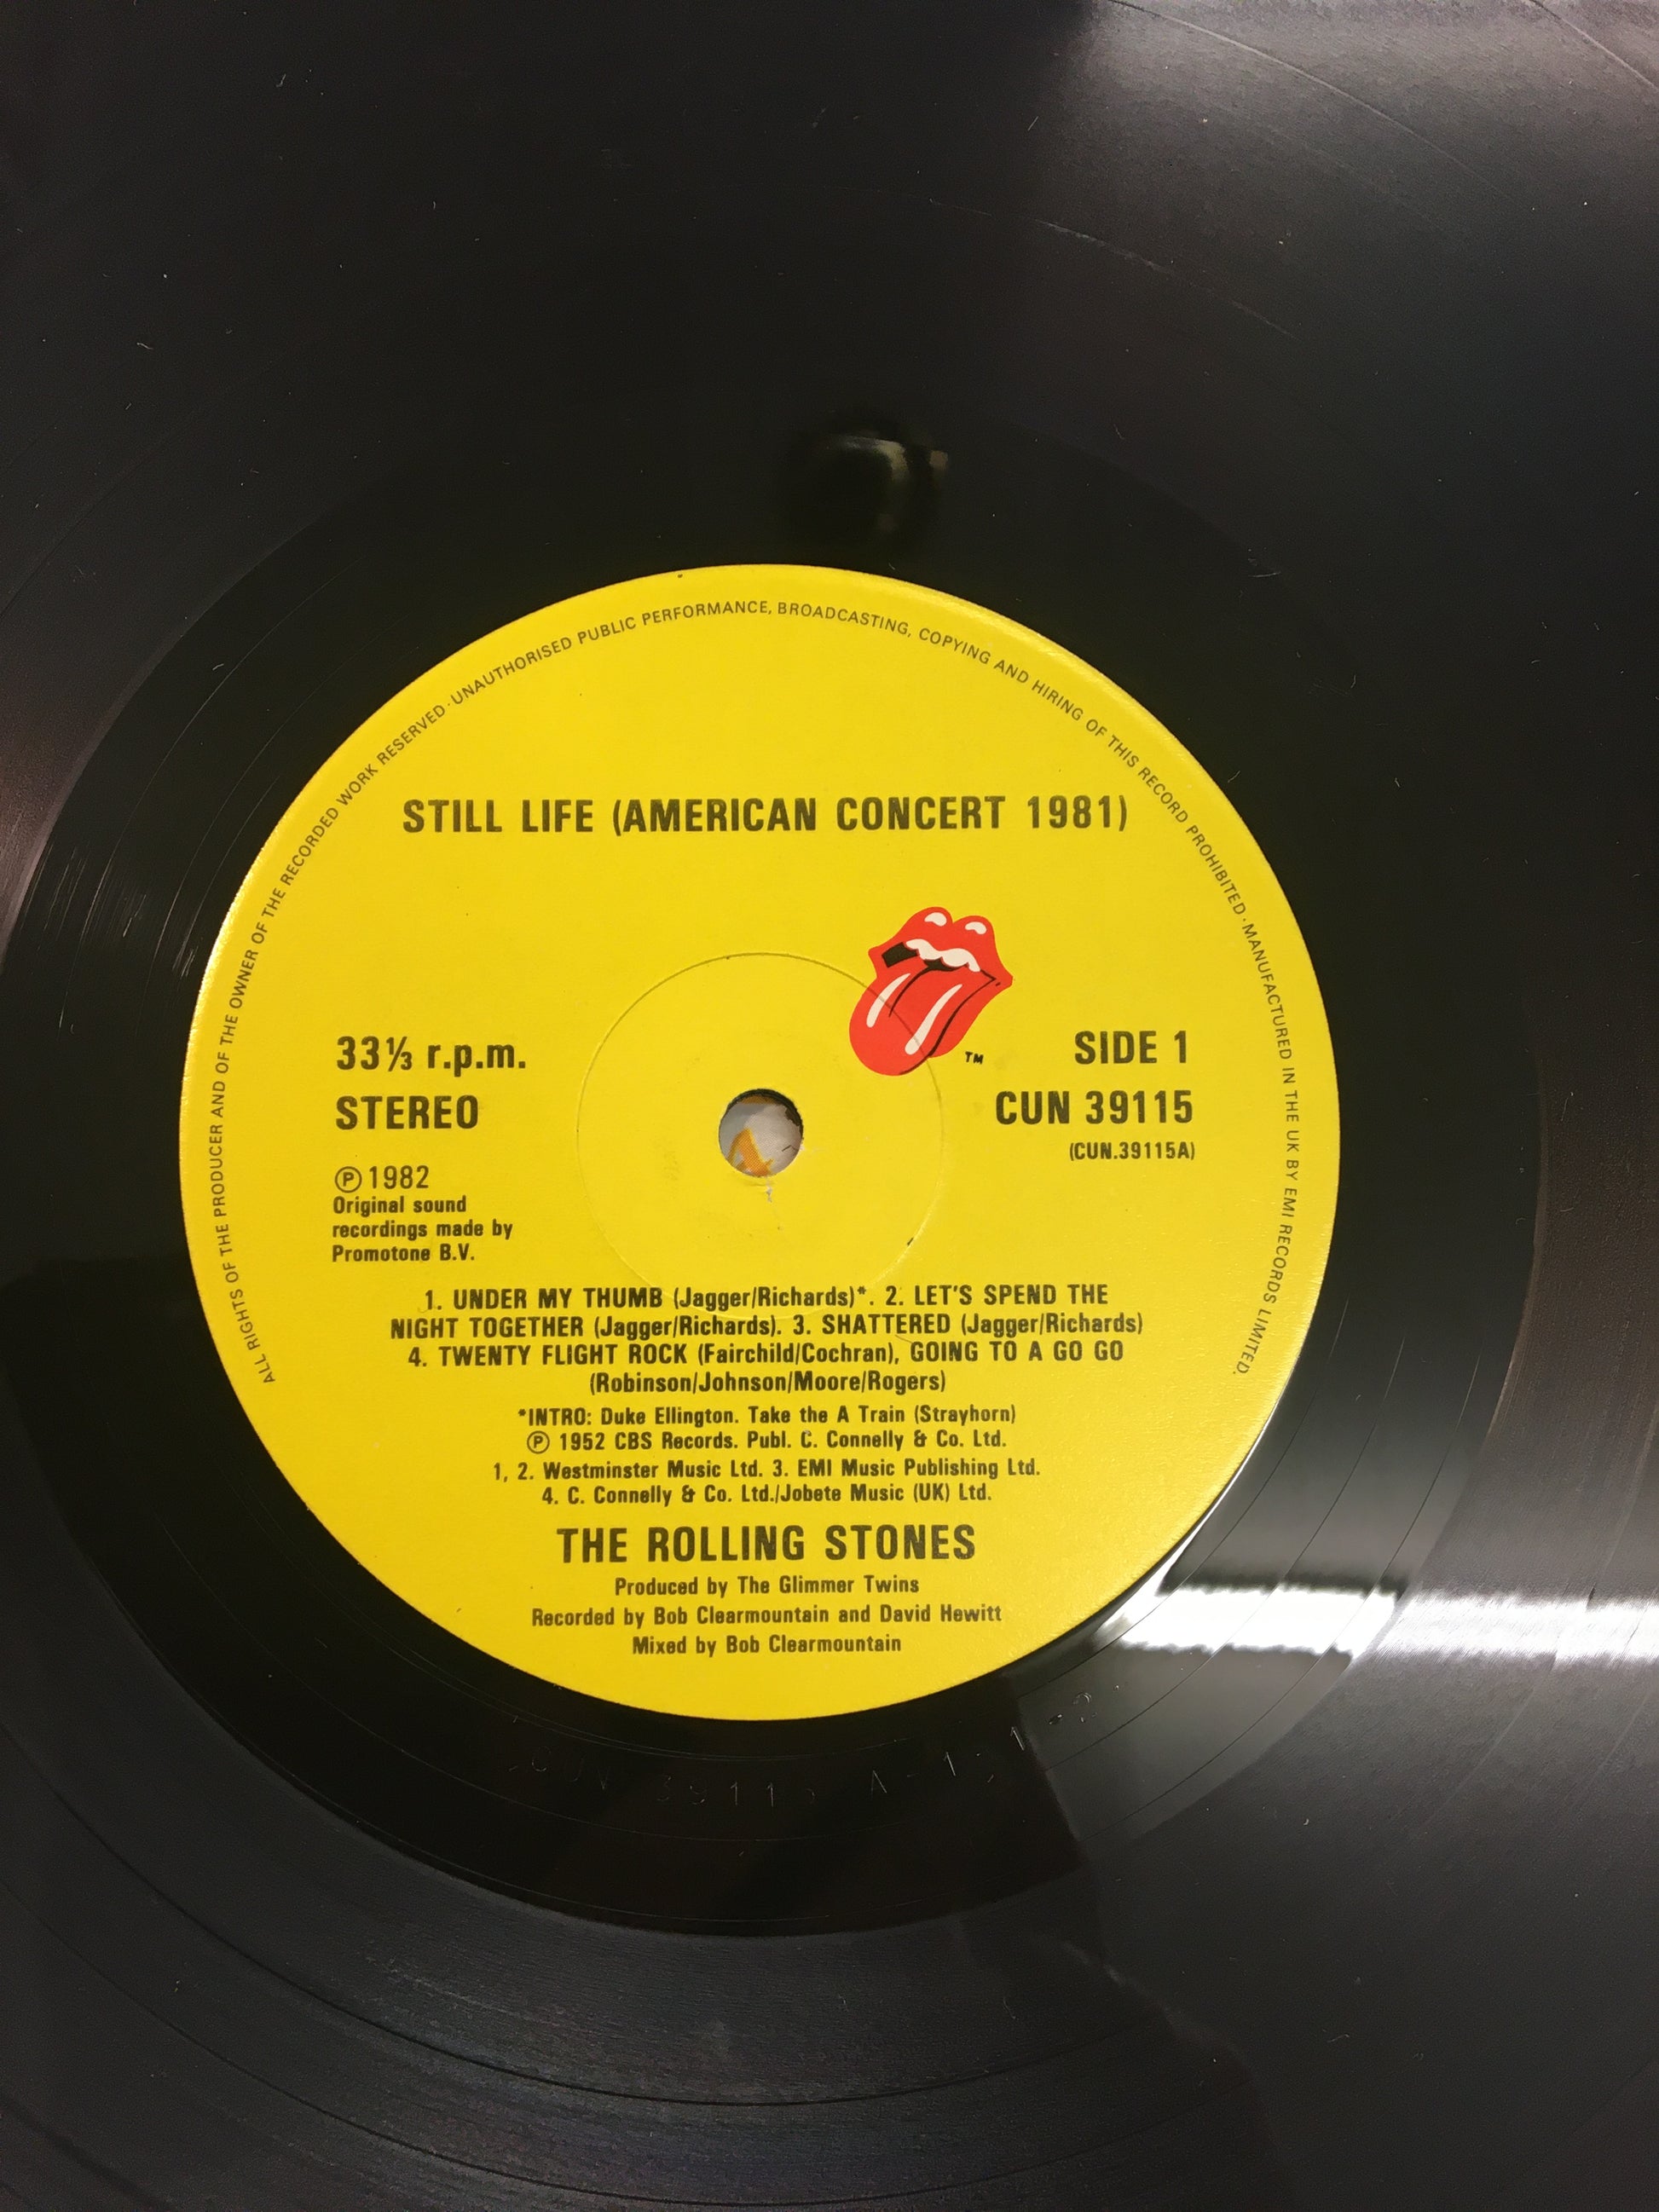 ALL RIGHTS OF THE PRODUCER AND OF THE OWNER OF THE RECORDED WORK RESERVED · UNAUTHORISED PUBLIC PERFORMANCE, BROADCASTING, COPYING AND HIRING OF THIS RECORD PROHIBITED · MANUFACTURED IN THE UK BY EMI RECORDS LIMITED.
STILL LIFE (AMERICAN CONCERT 1981)
TM
33⅓ r.p.m.
STEREO
℗ 1982
Original sound
recordings made by
Promotone B.V.
SIDE 1
CUN 39115
(CUN.39115A)
1. UNDER MY THUMB (Jagger/Richards)*. 2. LET'S SPEND THE
NIGHT TOGETHER (Jagger/Richards). 3. SHATTERED (Jagger/Richards)
4. TWENTY FLIGHT ROCK (Fairchild/Cochran), GOING TO A GO GO
(Robinson/Johnson/Moore/Rogers)
*INTRO: Duke Ellington. Take the A Train (Strayhorn)
℗ 1952 CBS Records. Publ. C. Connelly & Co. Ltd.
1, 2. Westminster Music Ltd. 3. EMI Music Publishing Ltd.
4. C. Connelly & Co. Ltd./Jobete Music (UK) Ltd.
THE ROLLING STONES
Produced by The Glimmer Twins
Recorded by Bob Clearmountain and David Hewitt
Mixed by Bob Clearmountain